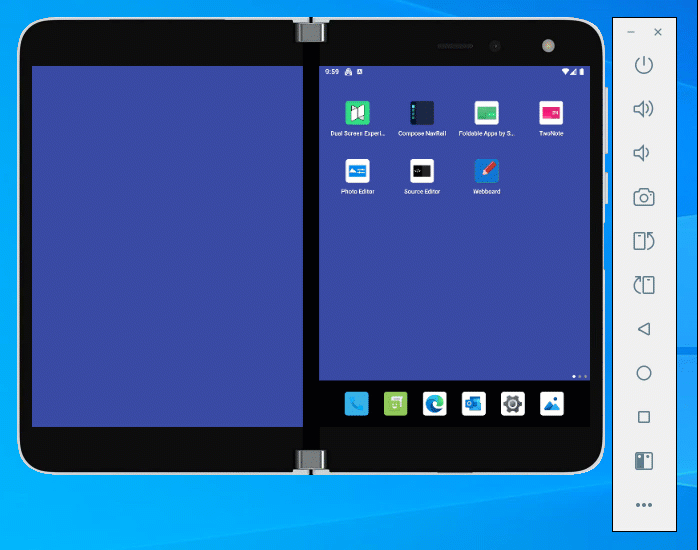 9:59
Dual Screen Experi... Compose NavRail Foldable Apps by S... TwoNote
Photo Editor Source Editor Webboard